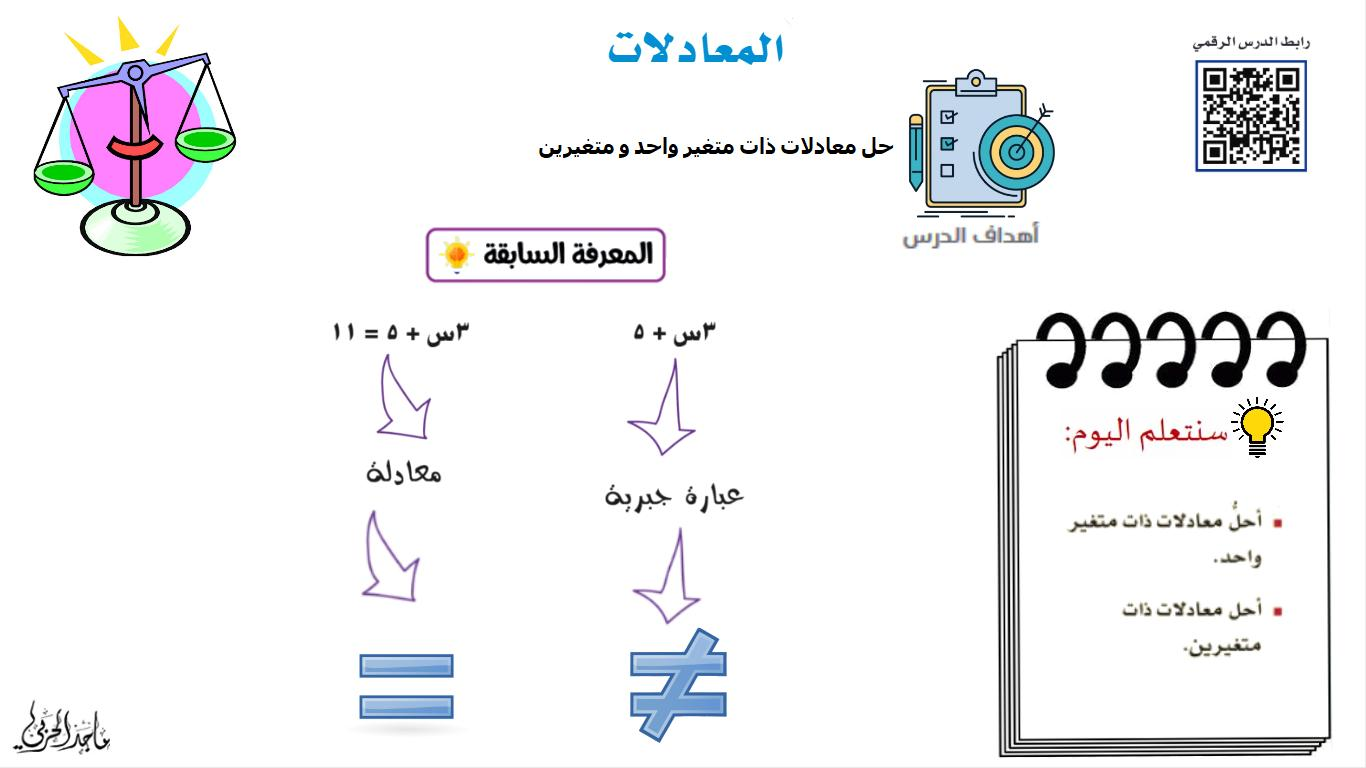 رابط الدرس الرقمي
المعادلات
حل معادلات ذات متغير واحد و متغيرين
أهداف الدرس
المعرفة السابقة
٣س + ٥
٣س + ٥ = ١١
عبارة جبرية
معادلة
≠
=
سنتعلم اليوم:
أحلُّ معادلات ذات متغير
واحد.
أحل معادلات ذات
متغيرين.